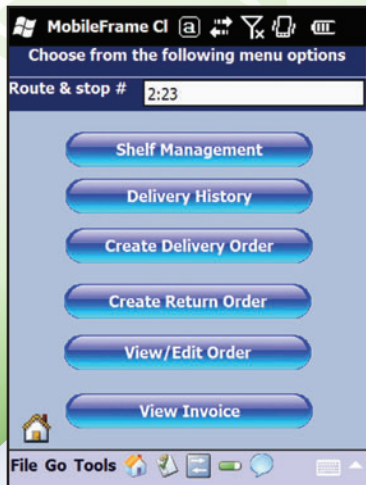 MobileFrame Cl a
Choose from the following menu options
Route & stop # 2:23
Shelf Management
Delivery History
Create Delivery Order
Create Return Order
View/Edit Order
View Invoice
File Go Tools